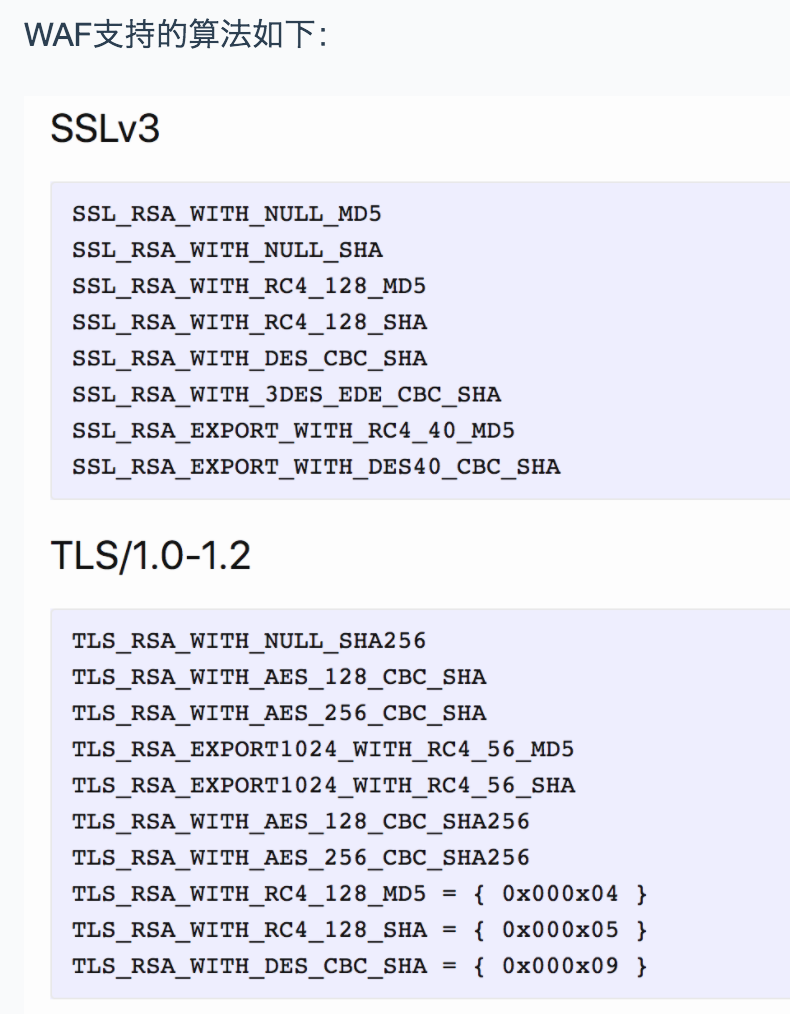 WAF支持的算法如下：
SSLv3
SSL_RSA_WITH_NULL_MD5
SSL_RSA_WITH_NULL_SHA
SSL_RSA_WITH_RC4_128_MD5
SSL_RSA_WITH_RC4_128_SHA
SSL_RSA_WITH_DES_CBC_SHA
SSL_RSA_WITH_3DES_EDE_CBC_SHA
SSL_RSA_EXPORT_WITH_RC4_40_MD5
SSL_RSA_EXPORT_WITH_DES40_CBC_SHA
TLS/1.0-1.2
TLS_RSA_WITH_NULL_SHA256
TLS_RSA_WITH_AES_128_CBC_SHA
TLS_RSA_WITH_AES_256_CBC_SHA
TLS_RSA_EXPORT1024_WITH_RC4_56_MD5
TLS_RSA_EXPORT1024_WITH_RC4_56_SHA
TLS_RSA_WITH_AES_128_CBC_SHA256
TLS_RSA_WITH_AES_256_CBC_SHA256
TLS_RSA_WITH_RC4_128_MD5 = { 0x000x04 }
TLS_RSA_WITH_RC4_128_SHA = { 0x000x05 }
TLS_RSA_WITH_DES_CBC_SHA = { 0x000x09 }